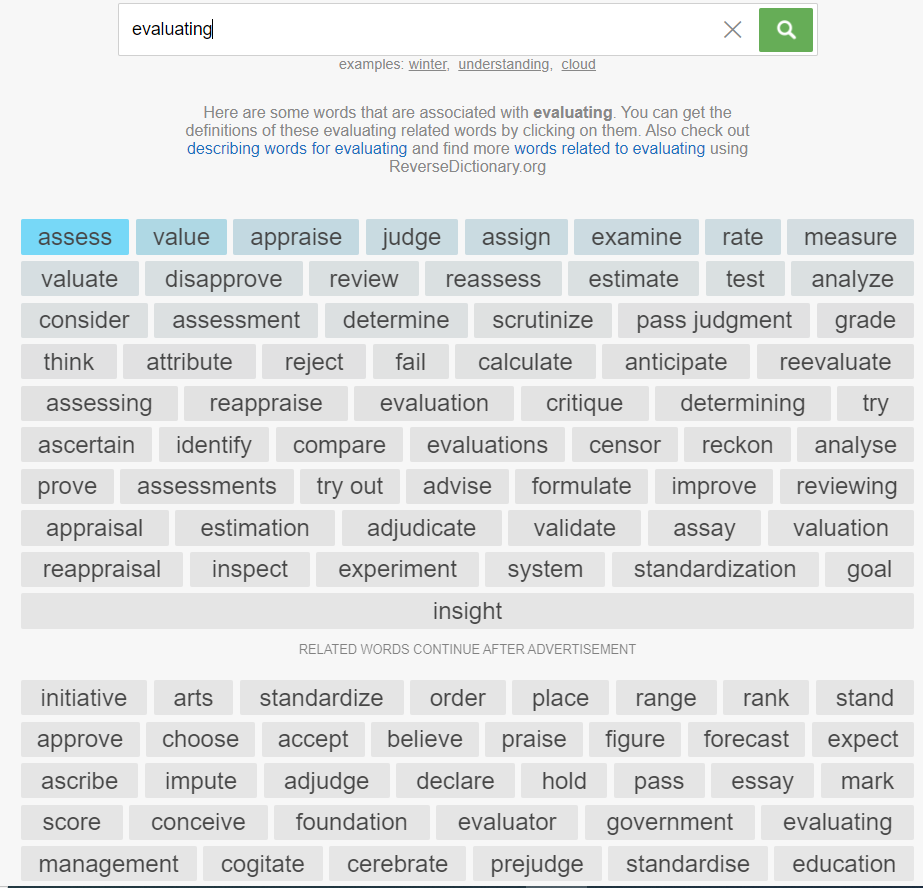 evaluating
examples: winter, understanding, cloud
Here are some words that are associated with evaluating. You can get the
definitions of these evaluating related words by clicking on them. Also check out
describing words for evaluating and find more words related to evaluating using
ReverseDictionary.org
assess value appraise judge assign examine rate measure
valuate disapprove review reassess estimate test analyze
consider assessment determine scrutinize pass judgment grade
think attribute reject fail calculate anticipate reevaluate
assessing reappraise evaluation critique determining try
ascertain identify compare evaluations censor reckon analyse
prove assessments try out advise formulate improve reviewing
appraisal estimation adjudicate validate assay valuation
reappraisal inspect experiment system standardization goal
insight
RELATED WORDS CONTINUE AFTER ADVERTISEMENT
initiative arts standardize order place range rank stand
approve choose accept believe praise figure forecast expect
ascribe impute adjudge declare hold pass essay mark
score conceive foundation evaluator government evaluating
management cogitate cerebrate prejudge standardise education